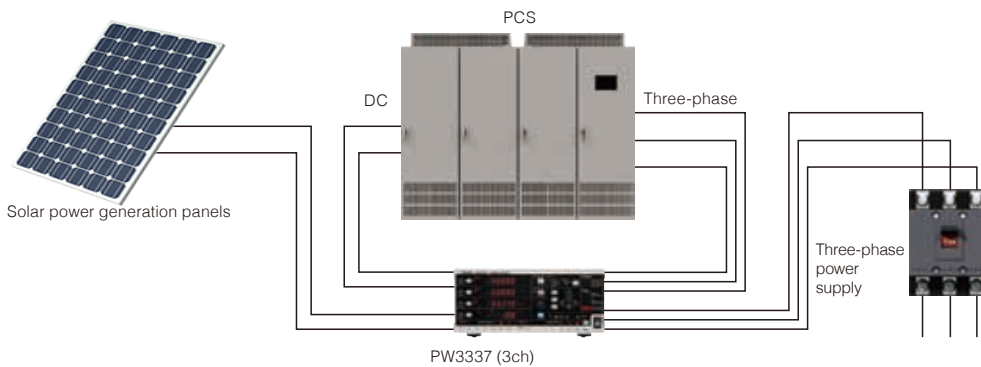 PCS
DC
Three-phase
Solar power generation panels
Three-phase
power
supply
PW3337 (3ch)